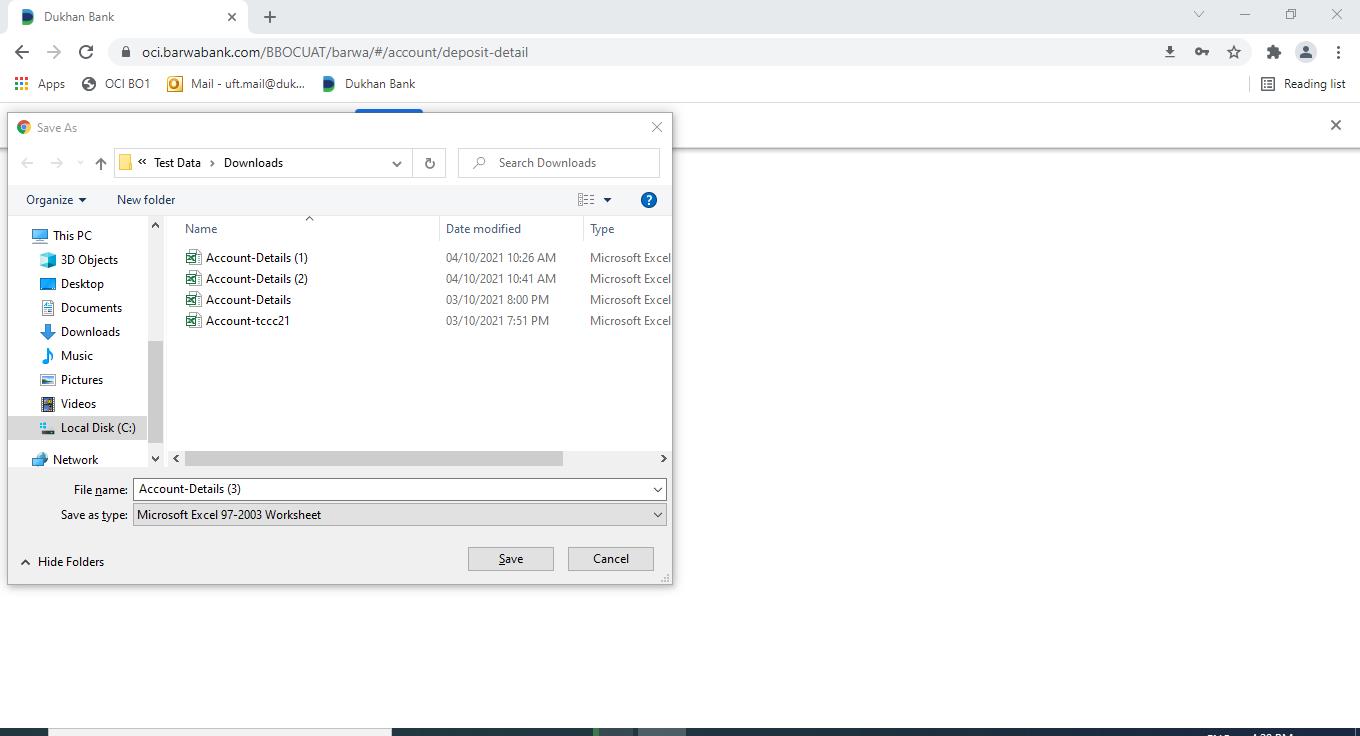 Dukhan Bank
oci.barwabank.com/BBOCUAT/barwa/#/account/deposit-detail
Apps OCI BO1 Mail - uft.mail@duk... Dukhan Bank Reading list
Save As
« Test Data > Downloads Search Downloads
Organize New folder
Name Date modified Type
This PC
3D Objects
Desktop
Documents
Downloads
Music
Pictures
Videos
Local Disk (C:)
Network
Account-Details (1) 04/10/2021 10:26 AM Microsoft Excel
Account-Details (2) 04/10/2021 10:41 AM Microsoft Excel
Account-Details 03/10/2021 8:00 PM Microsoft Excel
Account-tccc21 03/10/2021 7:51 PM Microsoft Excel
File name: Account-Details (3)
Save as type: Microsoft Excel 97-2003 Worksheet
Hide Folders Save Cancel